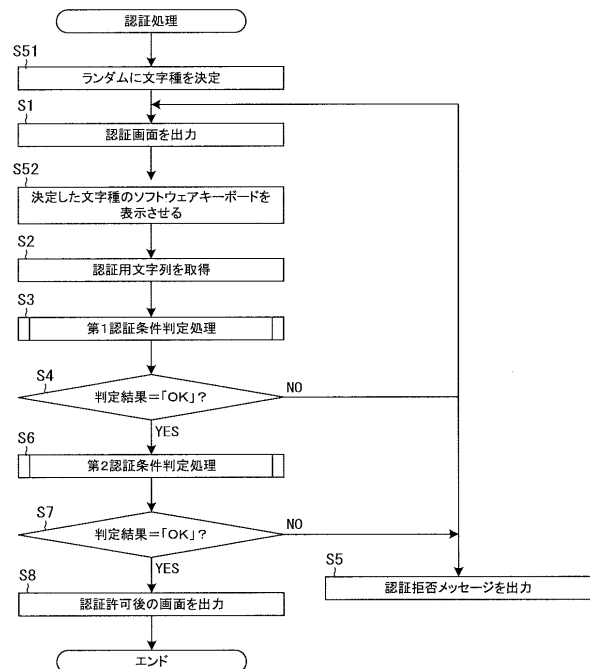 認証処理
S51
ランダムに文字種を決定
S1
認証画面を出力
S52
決定した文字種のソフトウェアキーボードを
表示させる
S2
認証用文字列を取得
S3
第1認証条件判定処理
S4
判定結果=「OK」?
NO
YES
S6
第2認証条件判定処理
S7
判定結果=「OK」?
NO
YES
S5
認証拒否メッセージを出力
S8
認証許可後の画面を出力
エンド